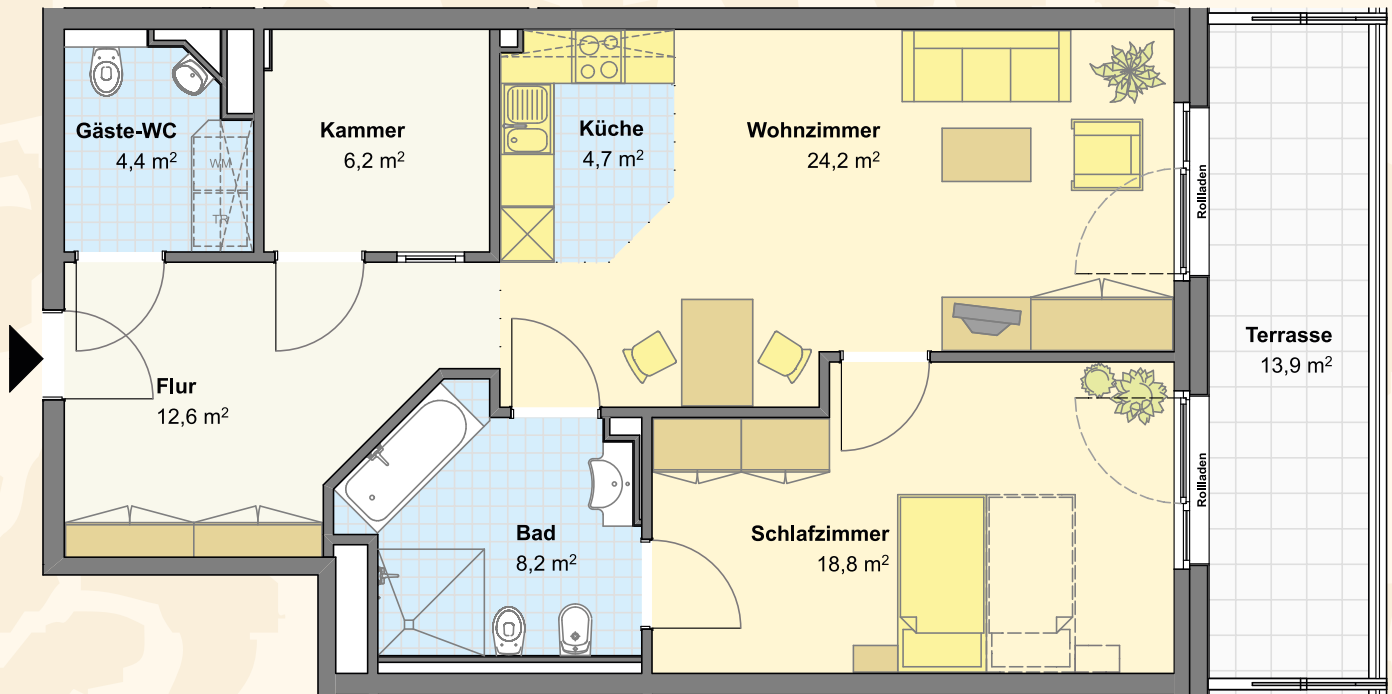 Gäste-WC
4,4 m²
WM
TR
Kammer
6,2 m²
Küche
4,7 m²
Wohnzimmer
24,2 m²
Rollladen
Terrasse
13,9 m²
Flur
12,6 m²
Bad
8,2 m²
Schlafzimmer
18,8 m²
Rollladen